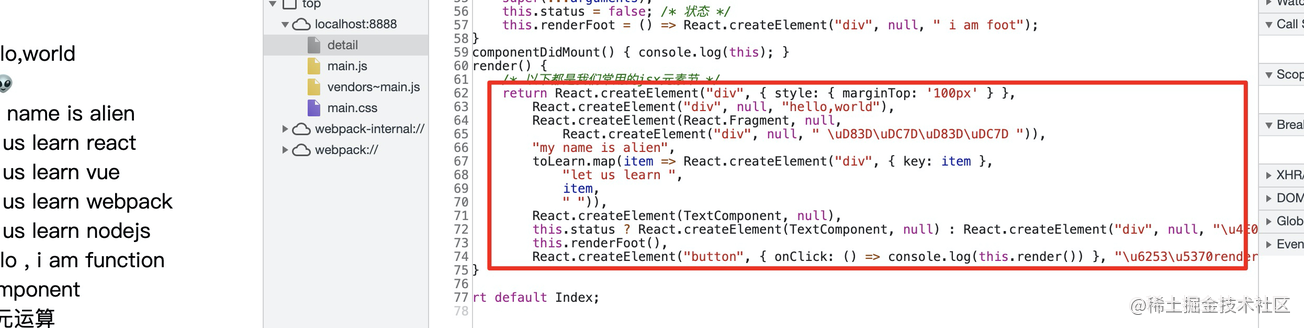 lo,world
👽
name is alien
us learn react
us learn vue
us learn webpack
us learn nodejs
lo , i am function
mponent
元运算
top
localhost:8888
detail
main.js
vendors~main.js
main.css
webpack-internal://
webpack://
56 this.status = false; /* 状态 */
57 this.renderFoot = () => React.createElement("div", null, " i am foot");
58 }
59 componentDidMount() { console.log(this); }
60 render() {
61 /* 以下都是我们常用的jsx元素节 */
62 return React.createElement("div", { style: { marginTop: '100px' } },
63 React.createElement("div", null, "hello,world"),
64 React.createElement(React.Fragment, null,
65 React.createElement("div", null, " \uD83D\uDC7D\uD83D\uDC7D ")),
66 "my name is alien",
67 toLearn.map(item => React.createElement("div", { key: item },
68 "let us learn ",
69 item,
70 " ")),
71 React.createElement(TextComponent, null),
72 this.status ? React.createElement(TextComponent, null) : React.createElement("div", null, "\u4E0
73 this.renderFoot(),
74 React.createElement("button", { onClick: () => console.log(this.render()) }, "\u6253\u5370render
75 }
76
77 rt default Index;
78
Call S
Scop
Brea
XHR/
DOM
Glob
Even
@稀土掘金技术社区